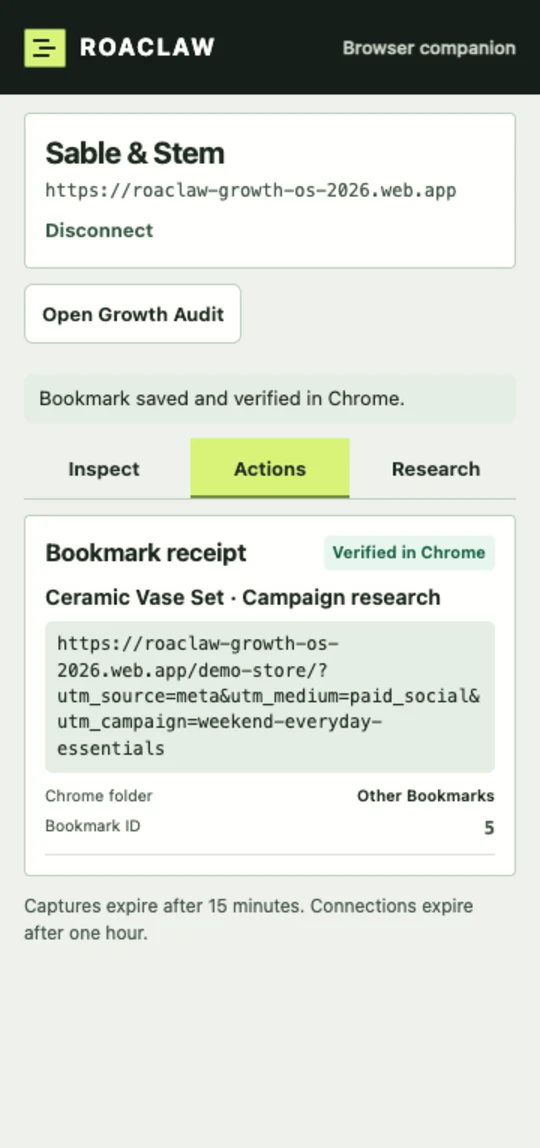 ROACLAW
Browser companion
Sable & Stem
https://roaclaw-growth-os-2026.web.app
Disconnect
Open Growth Audit
Bookmark saved and verified in Chrome.
Inspect
Actions
Research
Bookmark receipt
Verified in Chrome
Ceramic Vase Set · Campaign research
https://roaclaw-growth-os-
2026.web.app/demo-store/?
utm_source=meta&utm_medium=paid_social&
utm_campaign=weekend-everyday-
essentials
Chrome folder
Other Bookmarks
Bookmark ID
5
Captures expire after 15 minutes. Connections expire
after one hour.